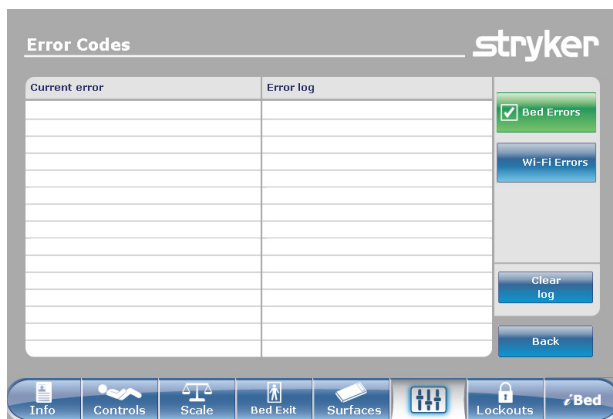 Error Codes
stryker
Current error
Error log
Bed Errors
Wi-Fi Errors
Clear
log
Back
Info
Controls
Scale
Bed Exit
Surfaces
Lockouts
iBed